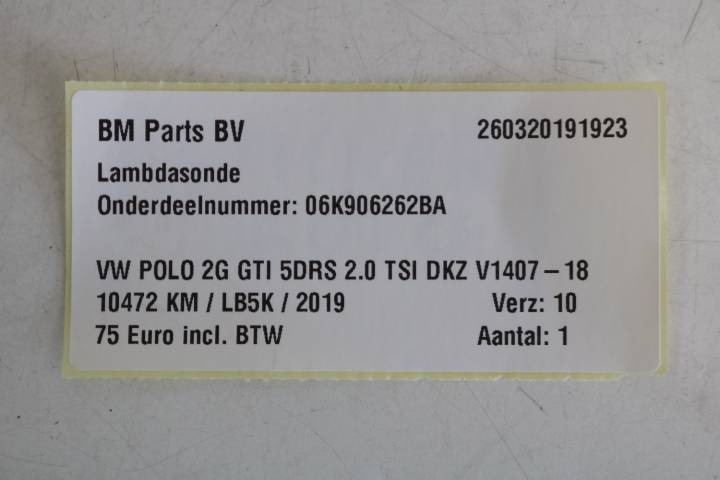 BM Parts BV 260320191923
Lambdasonde
Onderdeelnummer: 06K906262BA
VW POLO 2G GTI 5DRS 2.0 TSI DKZ V1407 – 18
10472 KM / LB5K / 2019 Verz: 10
75 Euro incl. BTW Aantal: 1